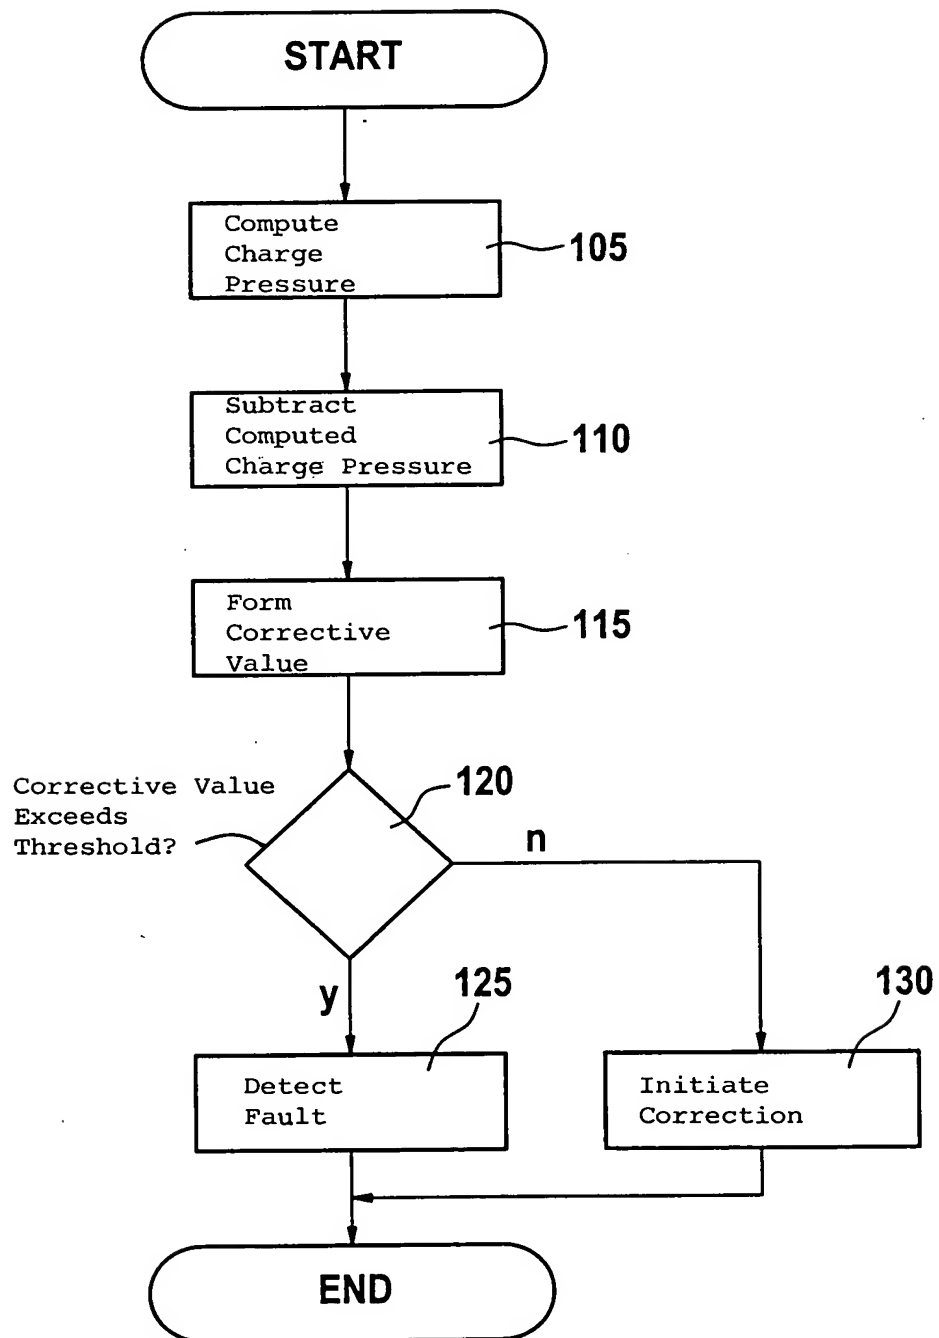 START
Compute
Charge
Pressure
105
Subtract
Computed
Charge Pressure
110
Form
Corrective
Value
115
Corrective Value
Exceeds
Threshold?
120
n
y
125
130
Detect
Fault
Initiate
Correction
END